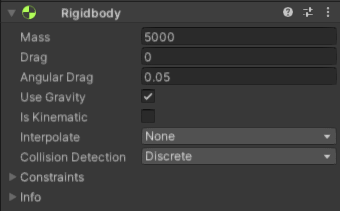 Rigidbody
Mass 5000
Drag 0
Angular Drag 0.05
Use Gravity
Is Kinematic
Interpolate None
Collision Detection Discrete
Constraints
Info